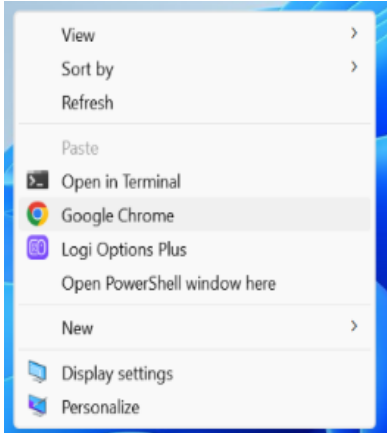 View
Sort by
Refresh
Paste
Open in Terminal
Google Chrome
Logi Options Plus
Open PowerShell window here
New
Display settings
Personalize